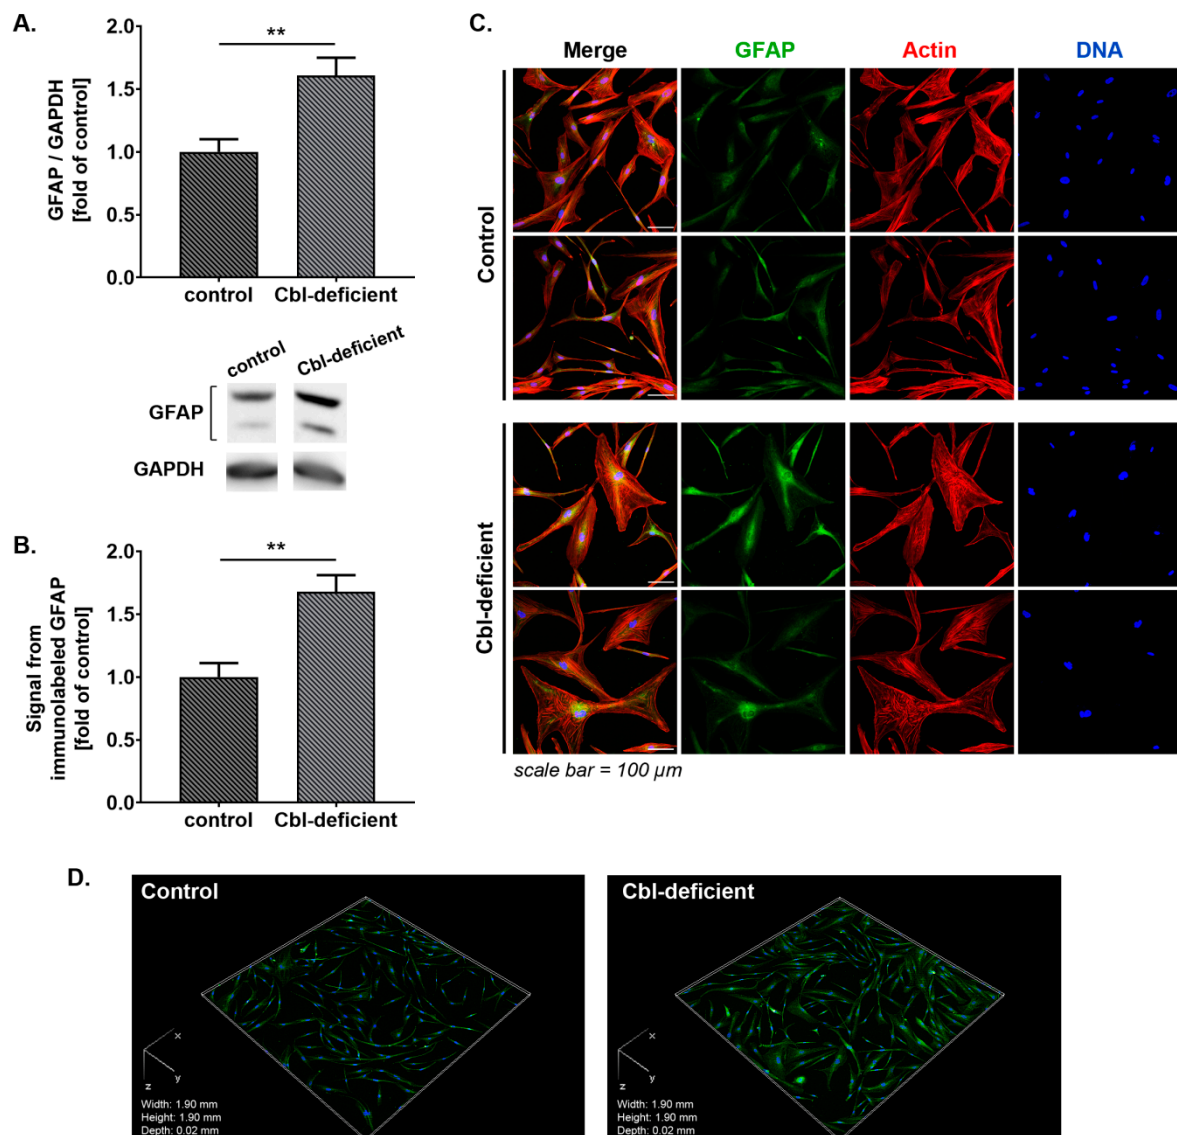 A.
GFAP / GAPDH
[fold of control]
2.0
1.5
1.0
0.5
0.0
**
control
Cbl-deficient
control
Cbl-deficient
GFAP
GAPDH
B.
Signal from
immunolabeled GFAP
[fold of control]
2.0
1.5
1.0
0.5
0.0
**
control
Cbl-deficient
C.
Merge
GFAP
Actin
DNA
Control
Cbl-deficient
scale bar = 100 µm
D.
Control
x
y
z
Width: 1.90 mm
Height: 1.90 mm
Depth: 0.02 mm
Cbl-deficient
x
y
z
Width: 1.90 mm
Height: 1.90 mm
Depth: 0.02 mm